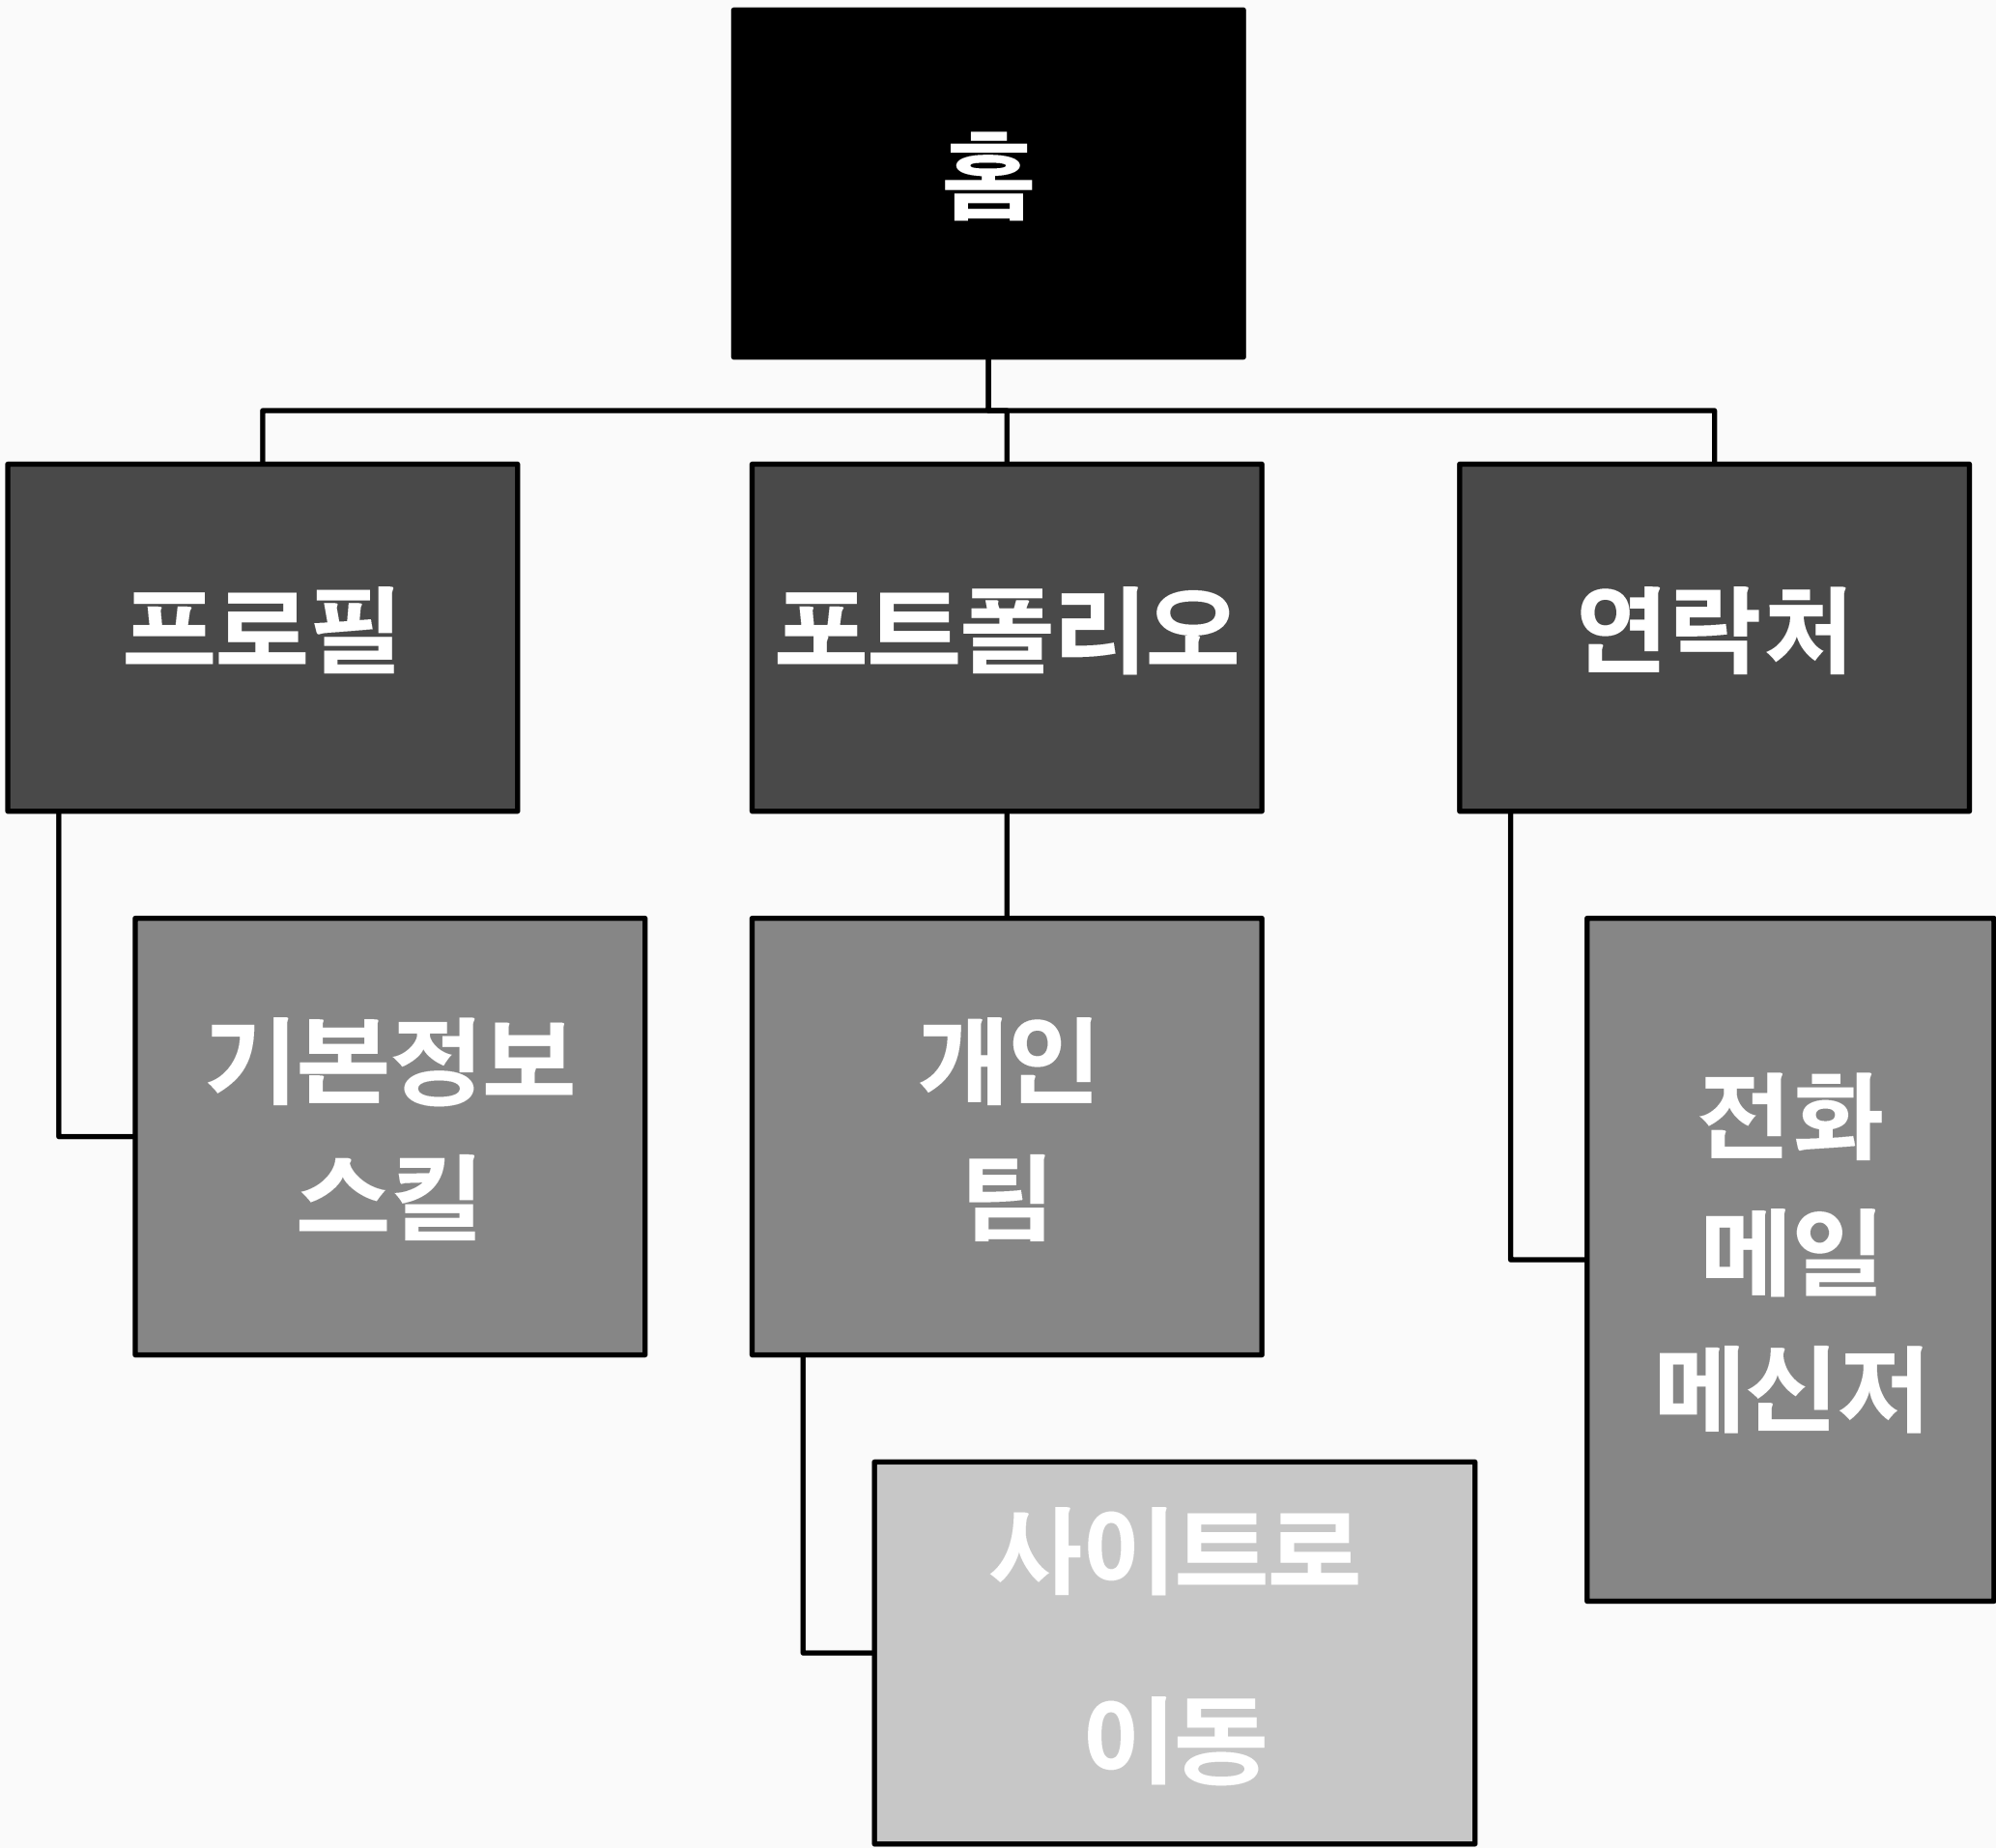 홈
프로필
포트폴리오
연락처
기본정보
스킬
개인
팀
전화
메일
메신저
사이트로
이동